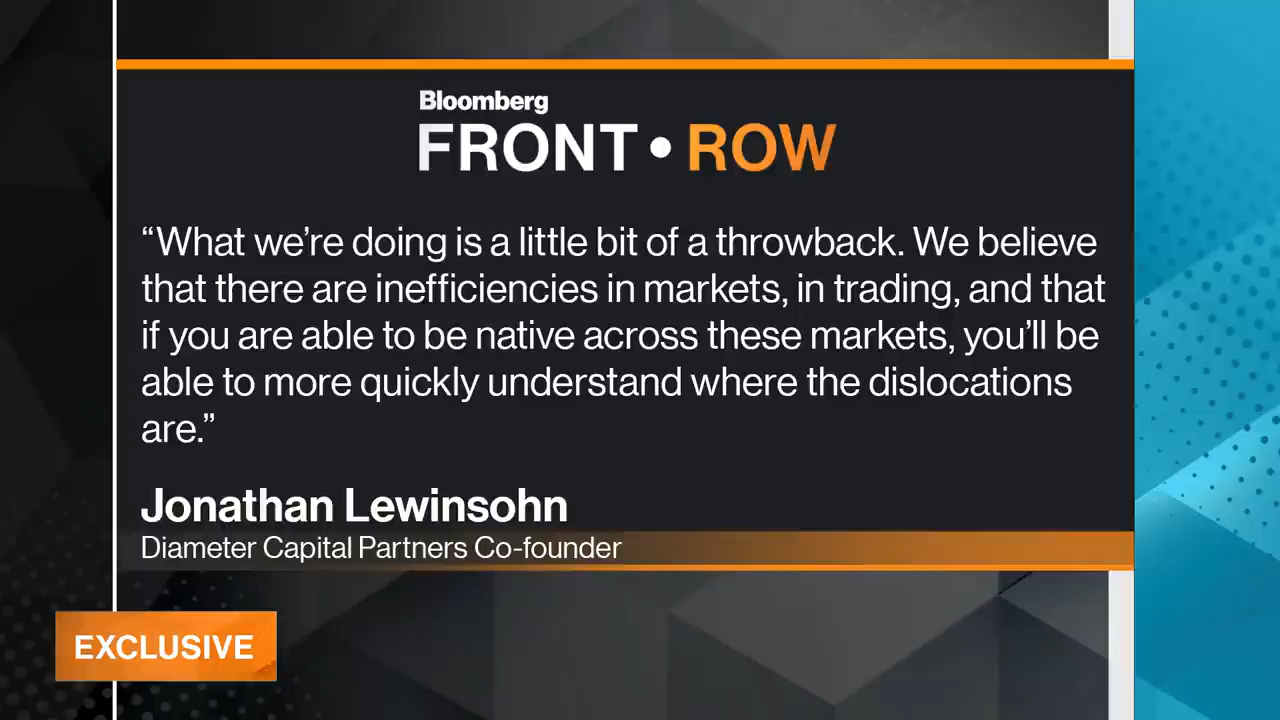 Bloomberg
FRONT • ROW
“What we’re doing is a little bit of a throwback. We believe
that there are inefficiencies in markets, in trading, and that
if you are able to be native across these markets, you’ll be
able to more quickly understand where the dislocations
are.”
Jonathan Lewinsohn
Diameter Capital Partners Co-founder
EXCLUSIVE